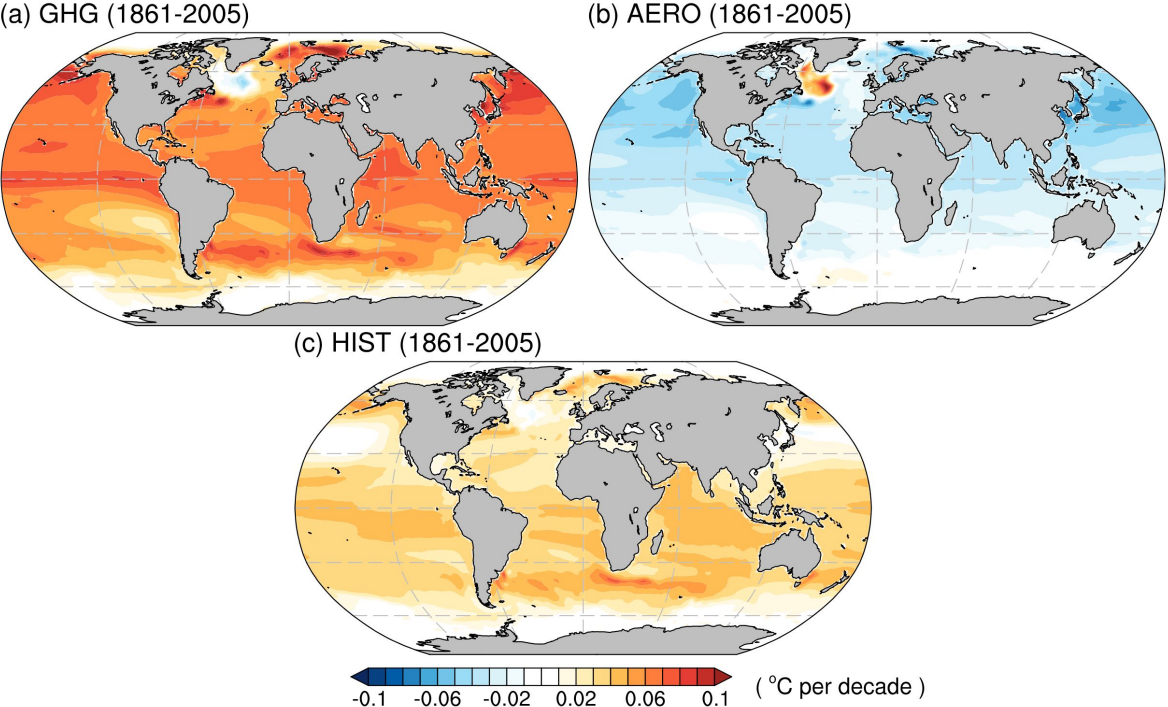 (a) GHG (1861-2005)
(b) AERO (1861-2005)
(c) HIST (1861-2005)
-0.1 -0.06 -0.02 0.02 0.06 0.1
( °C per decade )